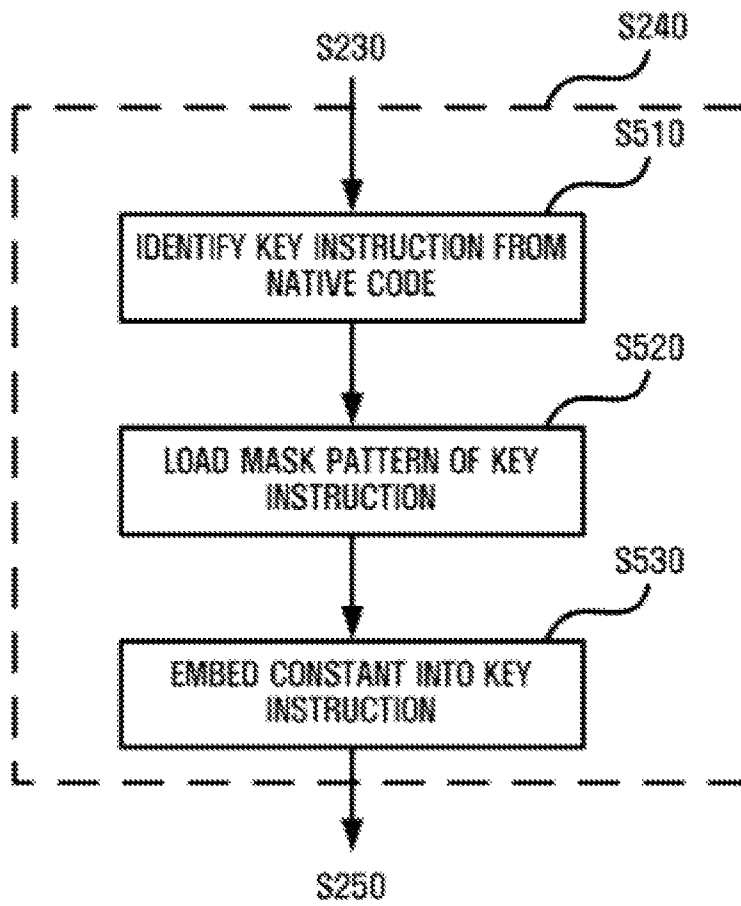 S240
S230
S510
IDENTIFY KEY INSTRUCTION FROM
NATIVE CODE
S520
LOAD MASK PATTERN OF KEY
INSTRUCTION
S530
EMBED CONSTANT INTO KEY
INSTRUCTION
S250